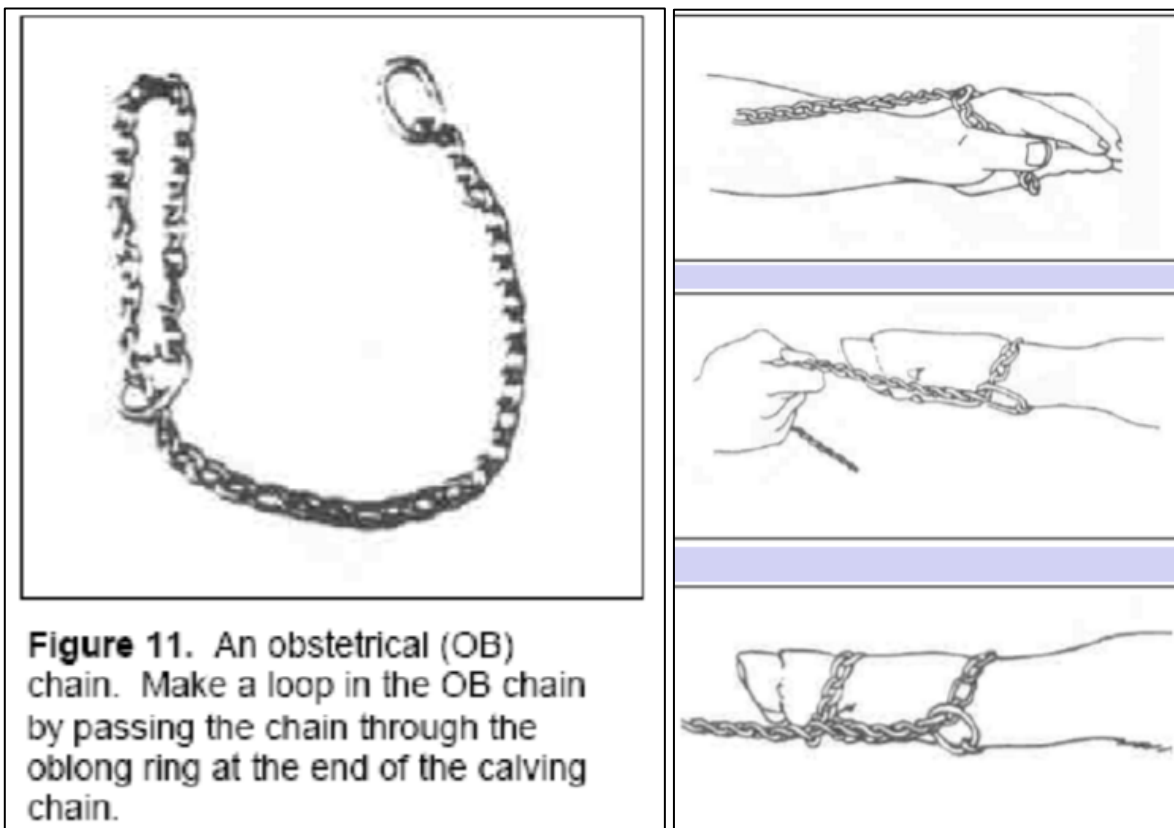 Figure 11.  An obstetrical (OB)
chain.  Make a loop in the OB chain
by passing the chain through the
oblong ring at the end of the calving
chain.